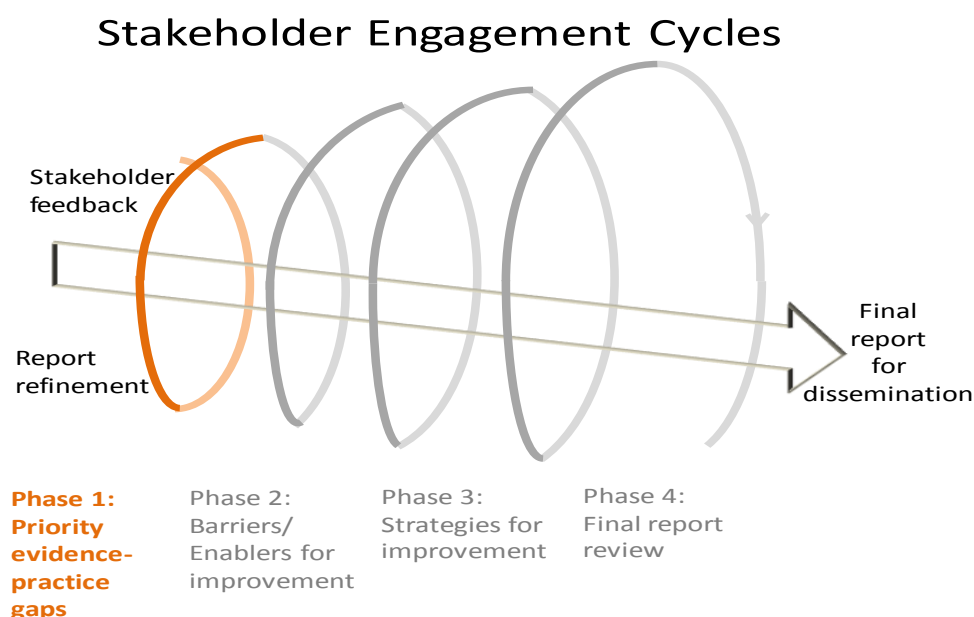 Stakeholder Engagement Cycles
Stakeholder
feedback
Report
refinement
Final
report
for
dissemination
Phase 1:
Priority
evidence-
practice
gaps
Phase 2:
Barriers/
Enablers for
improvement
Phase 3:
Strategies for
improvement
Phase 4:
Final report
review